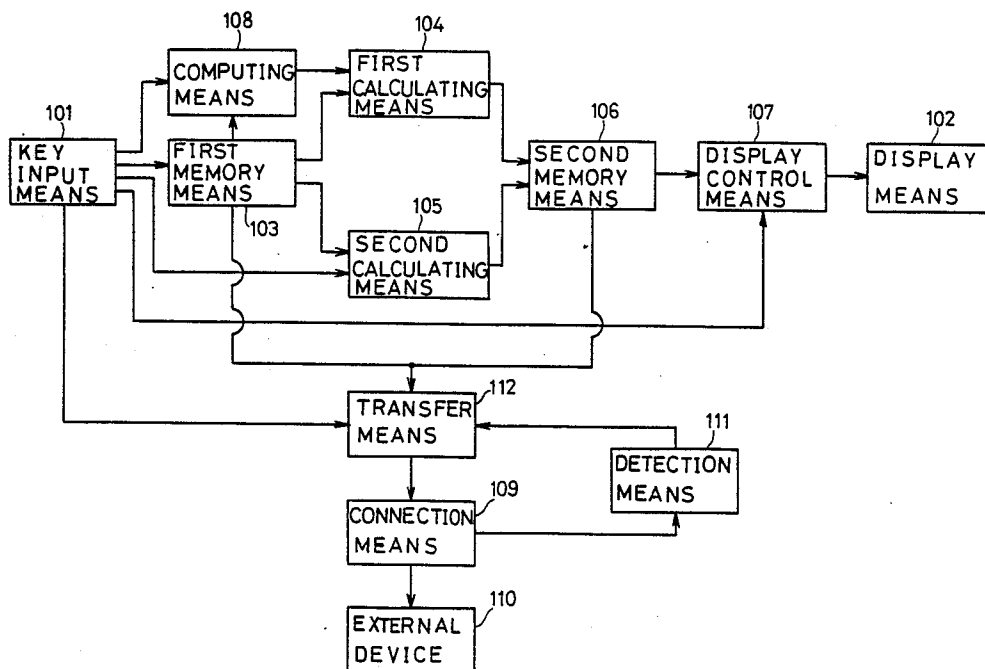 108
COMPUTING
MEANS
104
FIRST
CALCULATING
MEANS
101
KEY
INPUT
MEANS
FIRST
MEMORY
MEANS
103
105
SECOND
CALCULATING
MEANS
106
SECOND
MEMORY
MEANS
107
DISPLAY
CONTROL
MEANS
102
DISPLAY
MEANS
112
TRANSFER
MEANS
111
DETECTION
MEANS
109
CONNECTION
MEANS
110
EXTERNAL
DEVICE